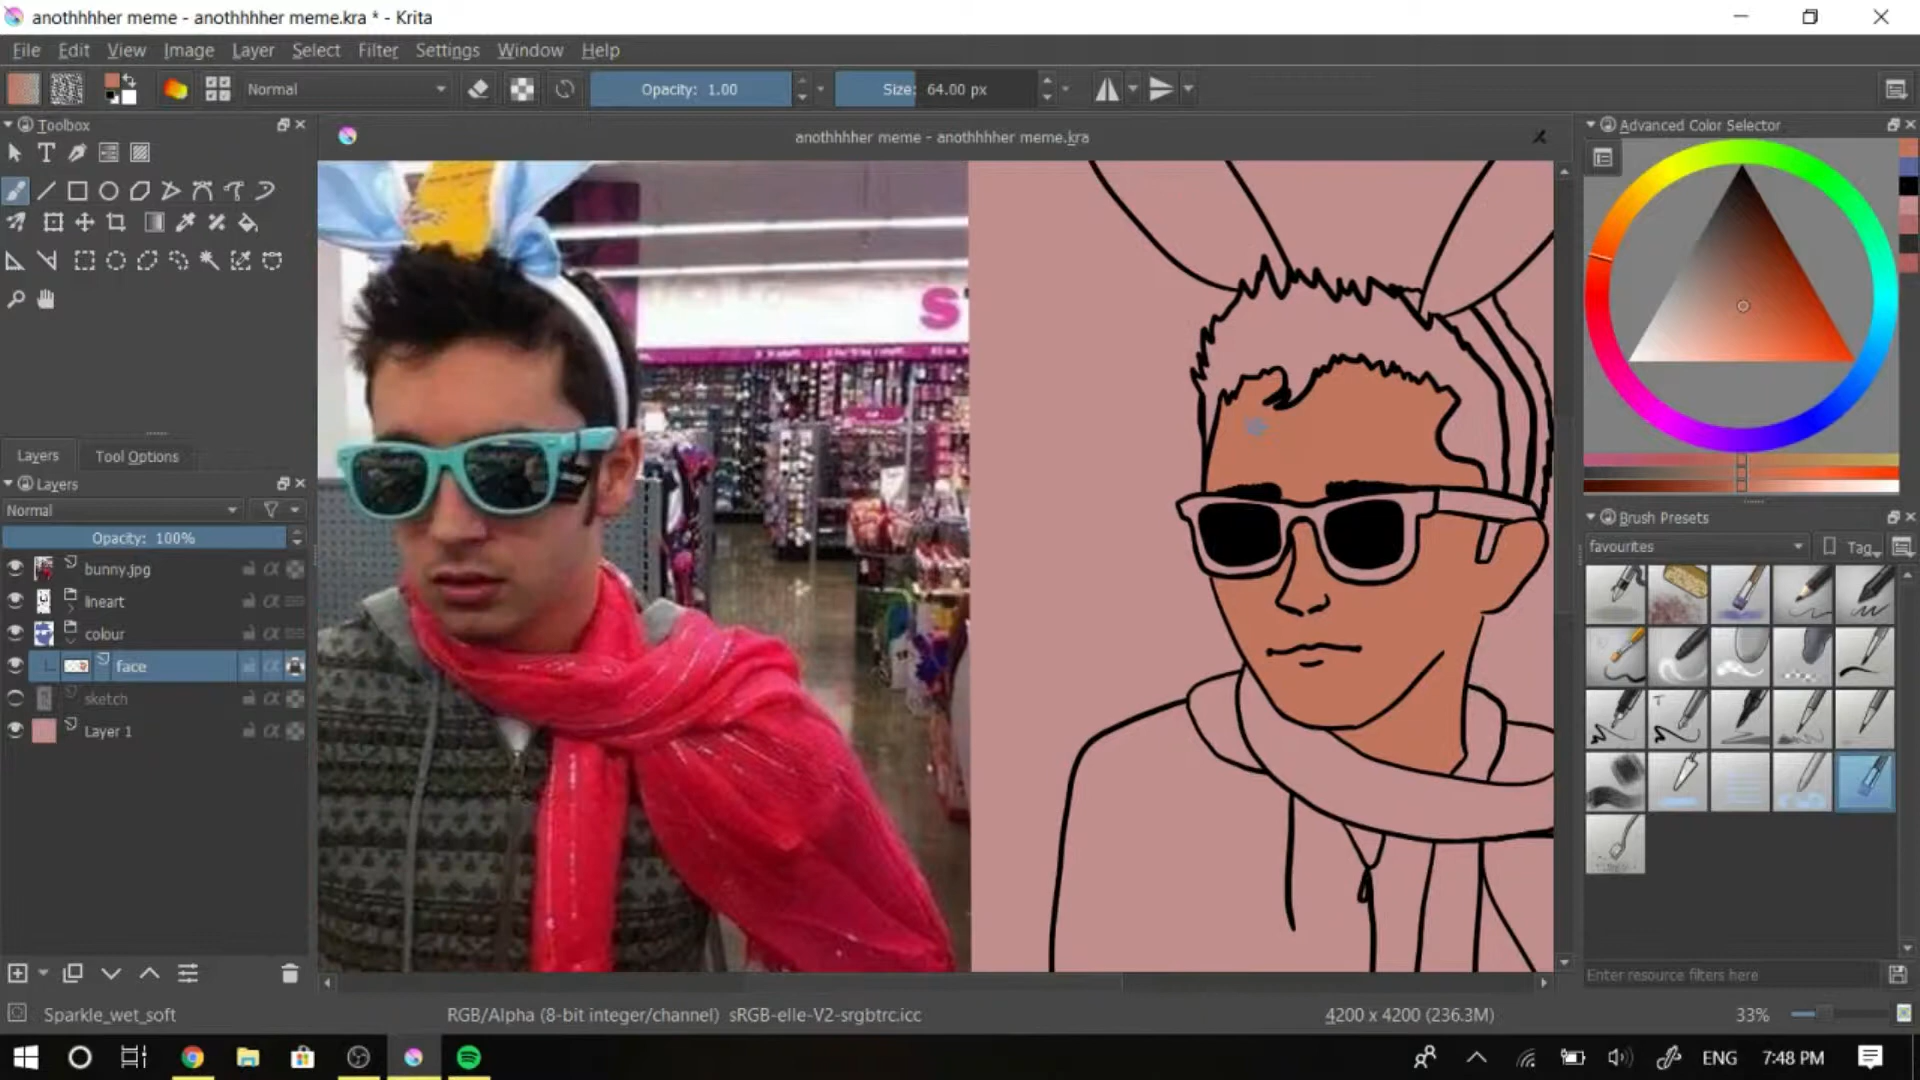 anothhhher meme - anothhhher meme.kra * - Krita
File Edit View Image Layer Select Filter Settings Window Help
Normal
Opacity: 1.00
Size: 64.00 px
Toolbox
anothhhher meme - anothhhher meme.kra
Advanced Color Selector
S
Layers
Tool Options
Layers
Normal
Opacity: 100%
bunny.jpg
lineart
colour
face
sketch
Layer 1
Brush Presets
favourites
Tag
Enter resource filters here
Sparkle_wet_soft
RGB/Alpha (8-bit integer/channel) sRGB-elle-V2-srgbtrc.icc
4200 x 4200 (236.3M)
33%
ENG
7:48 PM